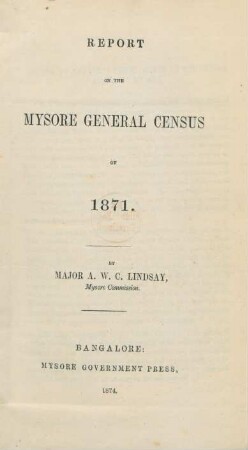 REPORT
ON THE
MYSORE GENERAL CENSUS
OF
1871.
BY
MAJOR A. W. C. LINDSAY,
Mysore Commission.
BANGALORE:
MYSORE GOVERNMENT PRESS,
1874.